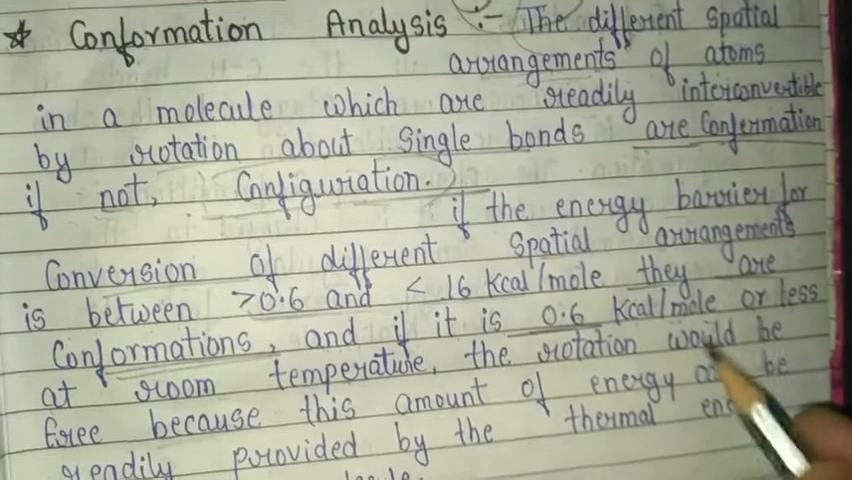 * Conformation Analysis :- The different spatial
arrangements of atoms
in a molecule which are readily interconvertible
by rotation about single bonds are Confermation
if not, Configuration.
if the energy barrier for
Conversion of different spatial arrangements
is between >0.6 and < 16 Kcal/mole they are
Conformations, and if it is 0.6 Kcal/mole or less
at room temperature, the rotation would be
free because this amount of energy be
readily provided by the thermal